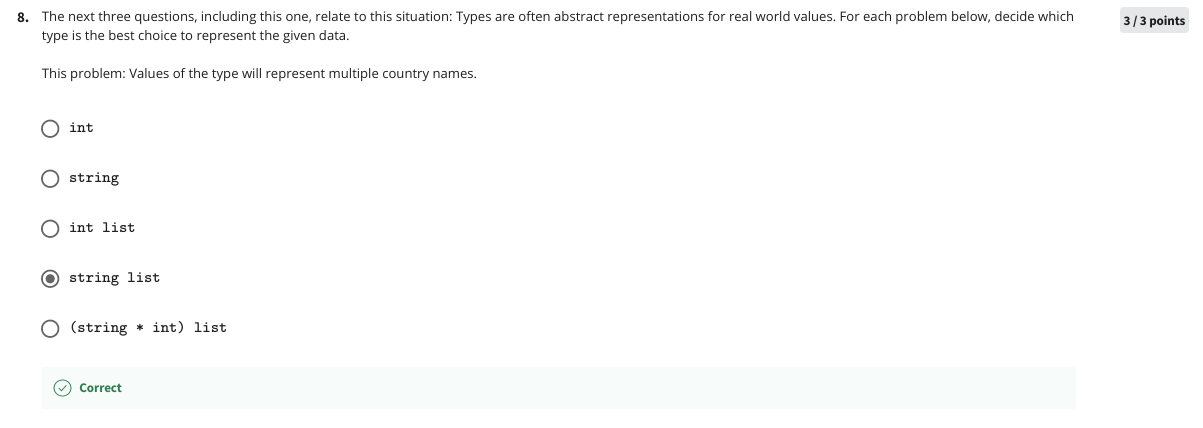 8. The next three questions, including this one, relate to this situation: Types are often abstract representations for real world values. For each problem below, decide which
type is the best choice to represent the given data.
3 / 3 points
This problem: Values of the type will represent multiple country names.
int
string
int list
string list
(string * int) list
Correct